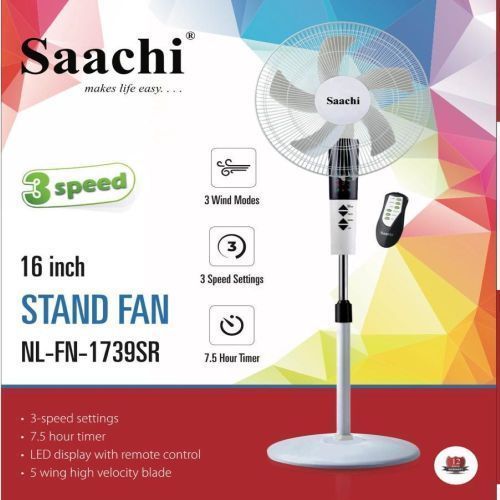 Saachi®
makes life easy. . . .
Saachi
3 speed
3 Wind Modes
3
3 Speed Settings
7.5 Hour Timer
16 inch
STAND FAN
NL-FN-1739SR
• 3-speed settings
• 7.5 hour timer
• LED display with remote control
• 5 wing high velocity blade
12